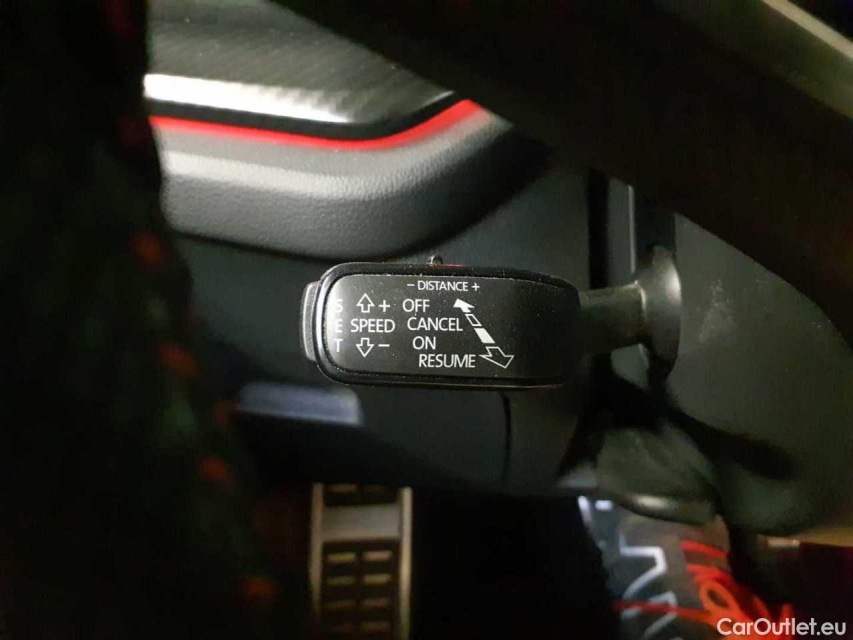 - DISTANCE +
S + OFF
E SPEED CANCEL
T - ON
RESUME
CarOutlet.eu